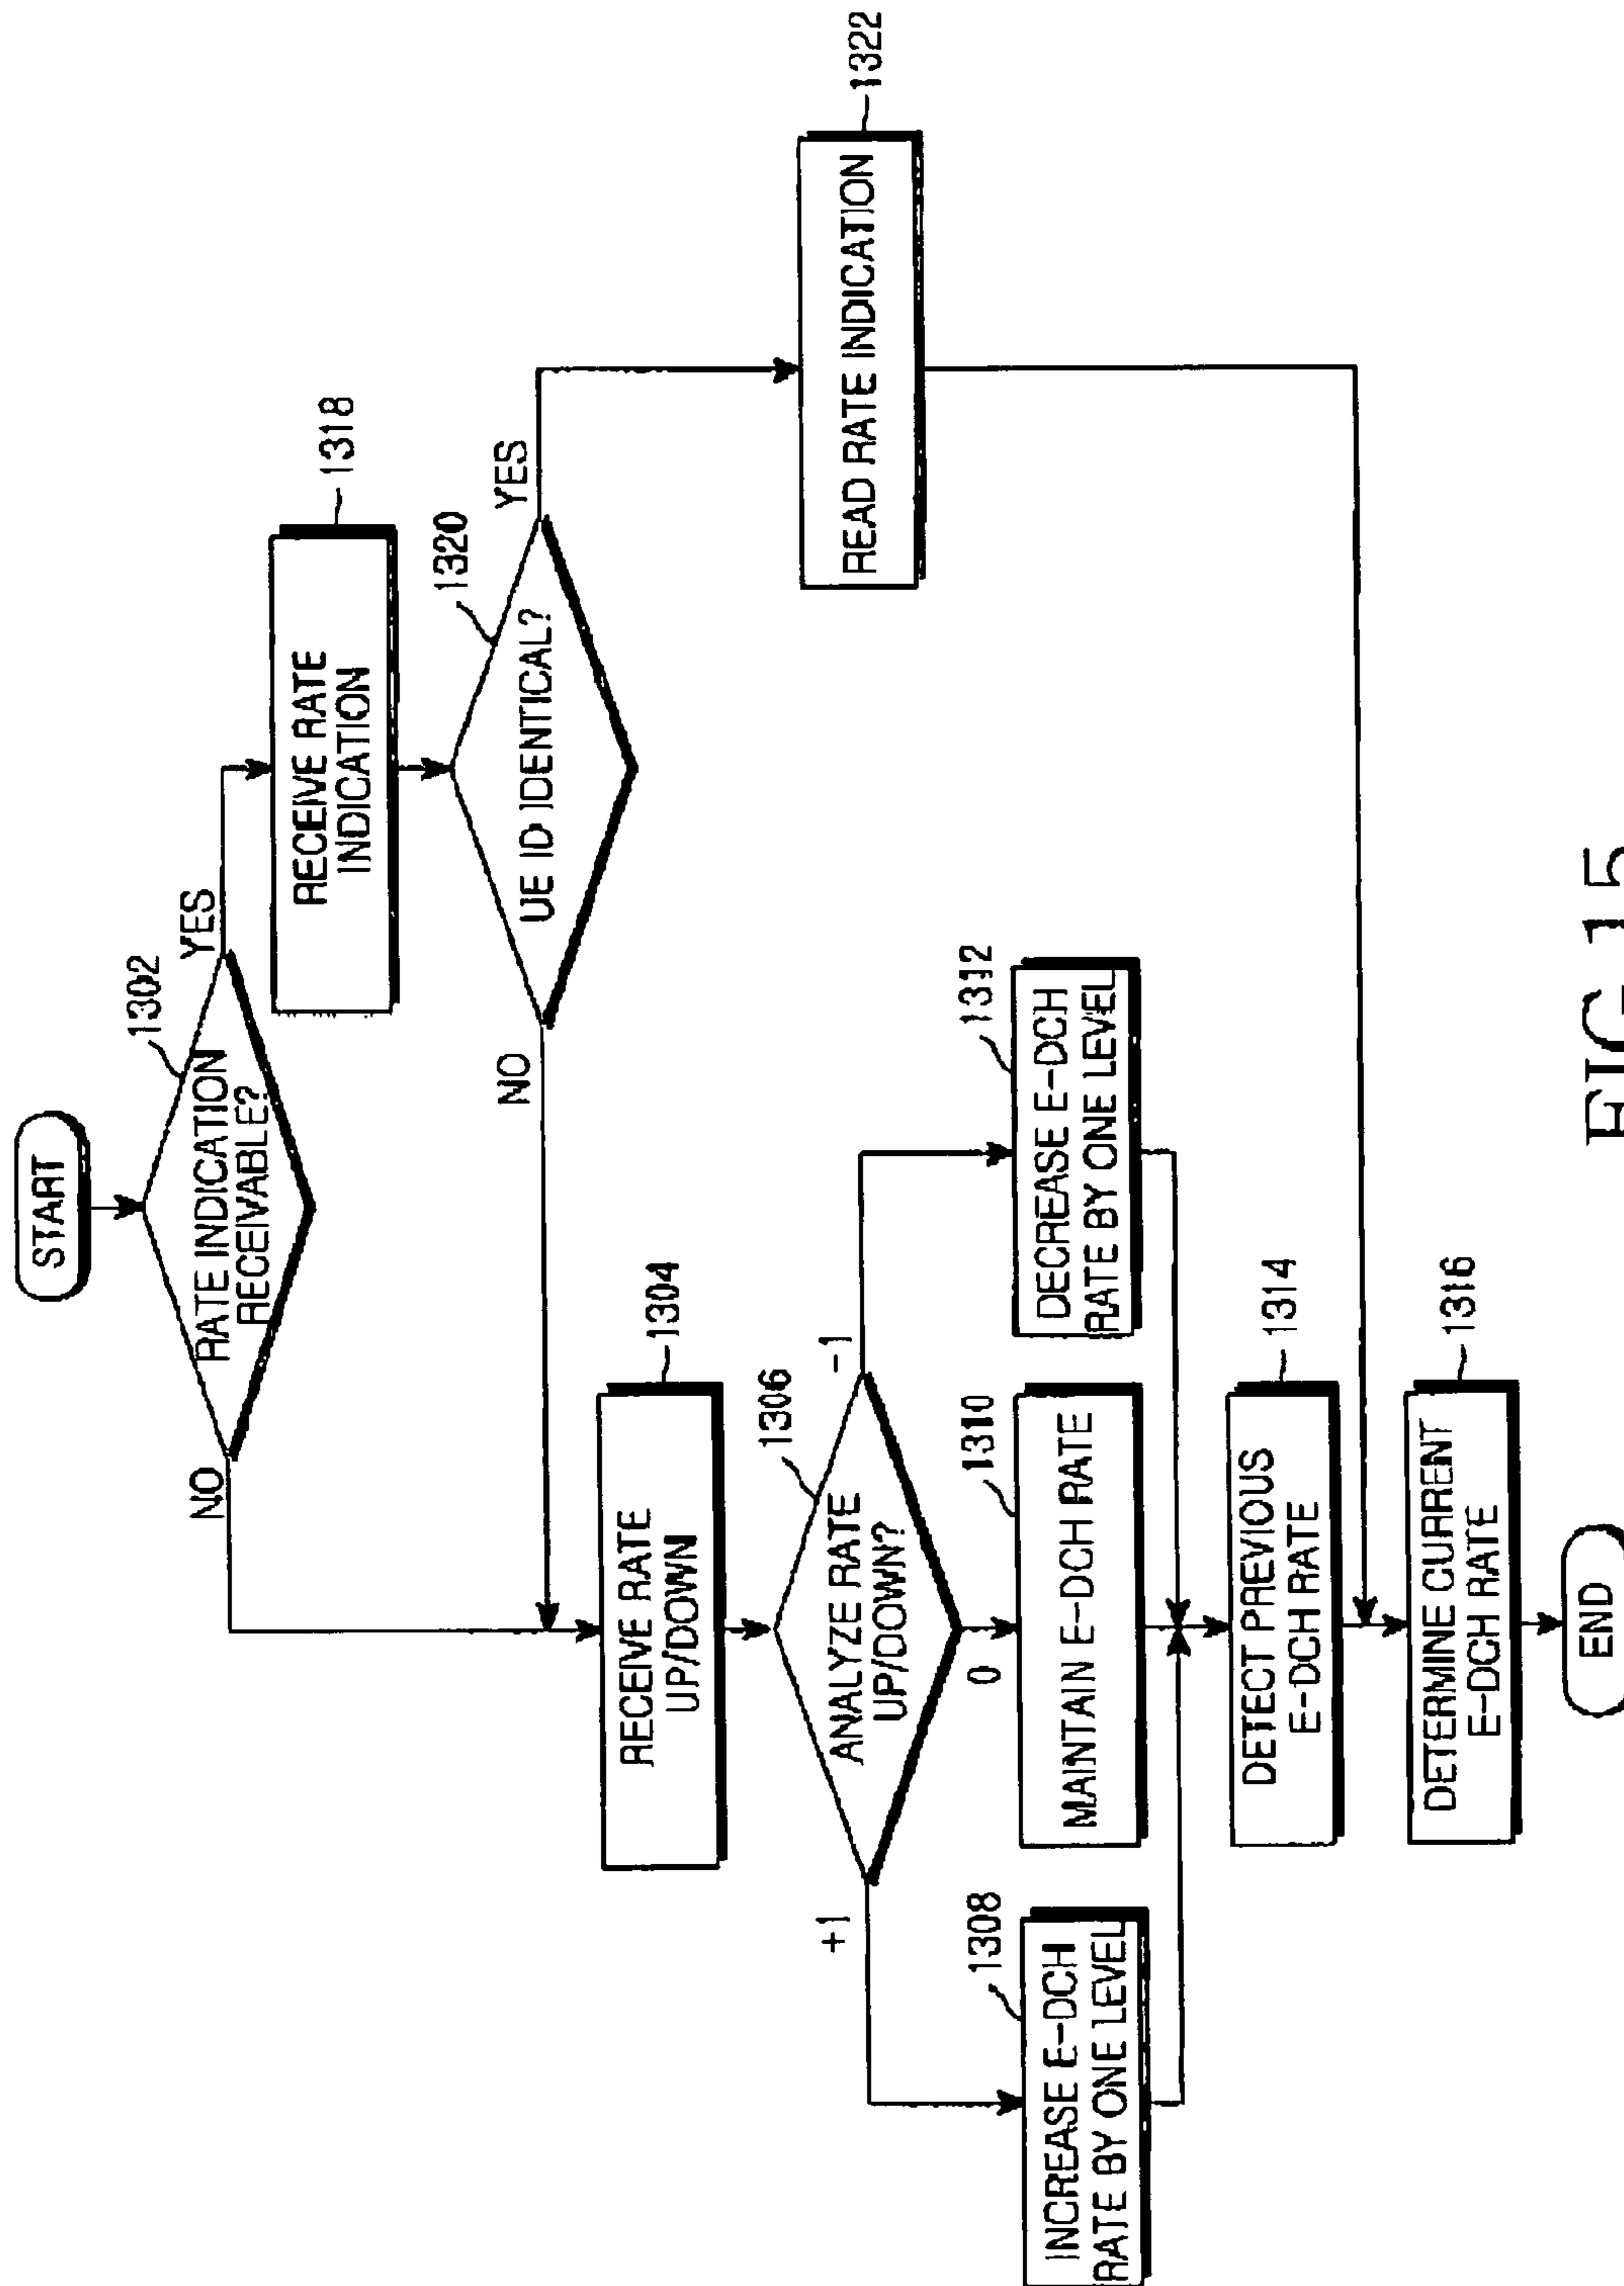 START
1302
RATE INDICATION
RECEIVABLE?
YES
NO
1318
RECEIVE RATE
INDICATION
1320
UE ID IDENTICAL?
YES
NO
1322
READ RATE INDICATION
1304
RECEIVE RATE
UP/DOWN
1306
ANALYZE RATE
UP/DOWN?
+1
0
-1
1308
INCREASE E-DCH
RATE BY ONE LEVEL
1310
MAINTAIN E-DCH RATE
1312
DECREASE E-DCH
RATE BY ONE LEVEL
1314
DETECT PREVIOUS
E-DCH RATE
1316
DETERMINE CURRENT
E-DCH RATE
END
FIG.15